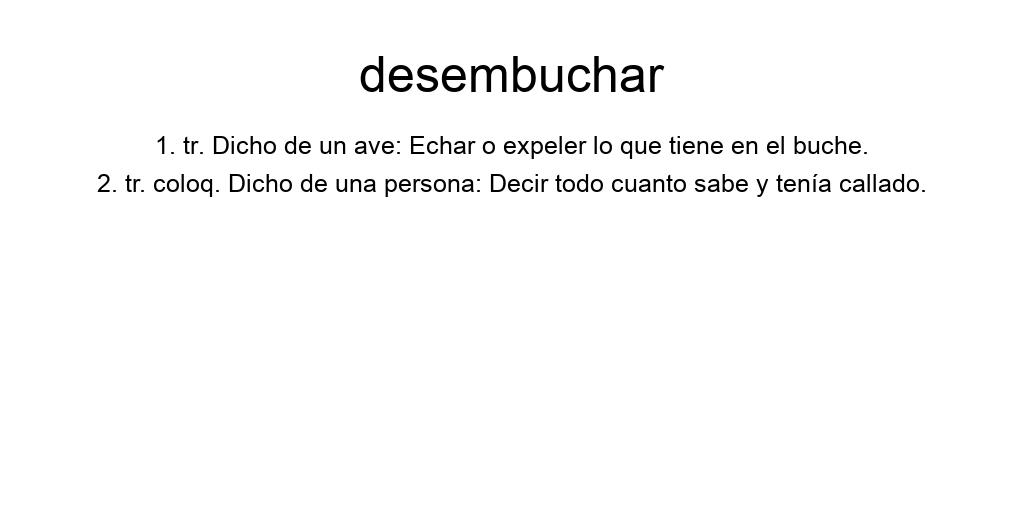 desembuchar
1. tr. Dicho de un ave: Echar o expeler lo que tiene en el buche.
2. tr. coloq. Dicho de una persona: Decir todo cuanto sabe y tenía callado.